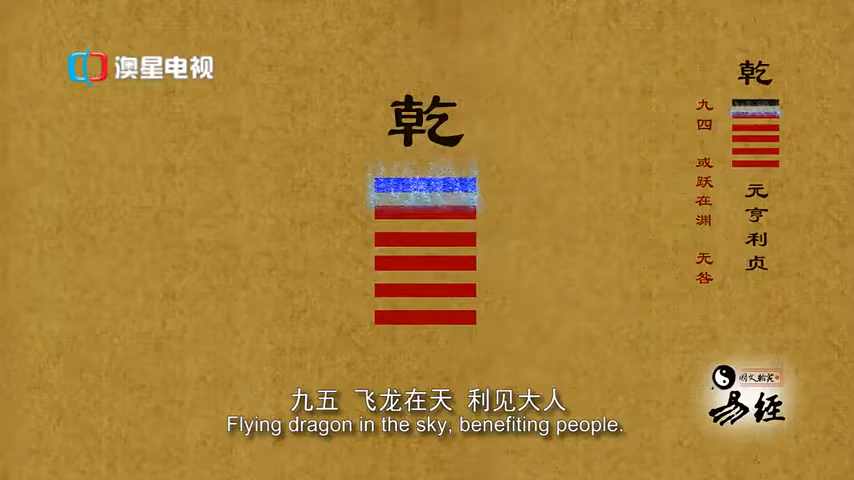 澳星电视
乾
乾
九四 或跃在渊 无咎
元亨利贞
九五 飞龙在天 利见大人
Flying dragon in the sky, benefiting people.
易经